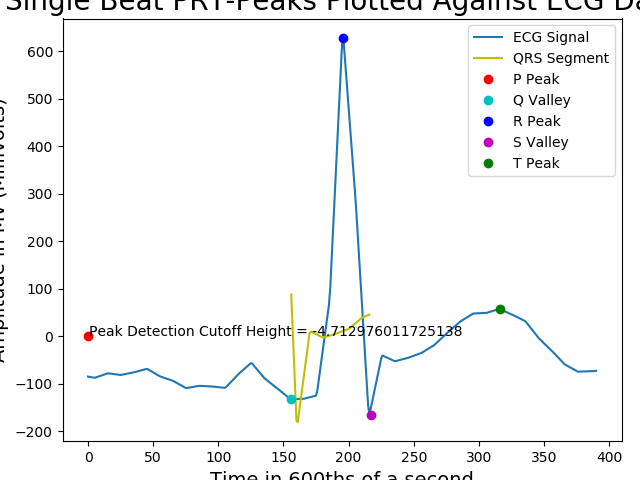 Single Beat PRT-Peaks Plotted Against ECG Da
Amplitude in MV (MilliVolts)
600
500
400
300
200
100
0
−100
−200
ECG Signal
QRS Segment
P Peak
Q Valley
R Peak
S Valley
T Peak
Peak Detection Cutoff Height = -4.712976011725138
0 50 100 150 200 250 300 350 400
Time in 600ths of a second